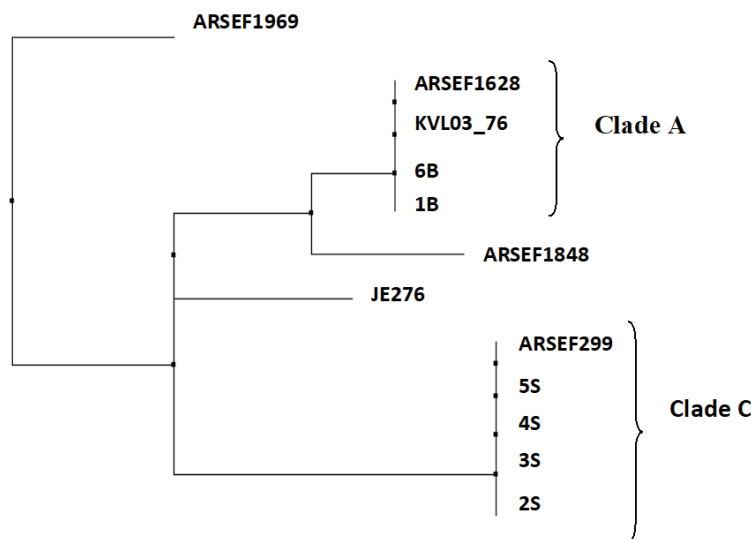 ARSEF1969
ARSEF1628
KVL03_76
Clade A
6B
1B
ARSEF1848
JE276
ARSEF299
5S
Clade C
4S
3S
2S